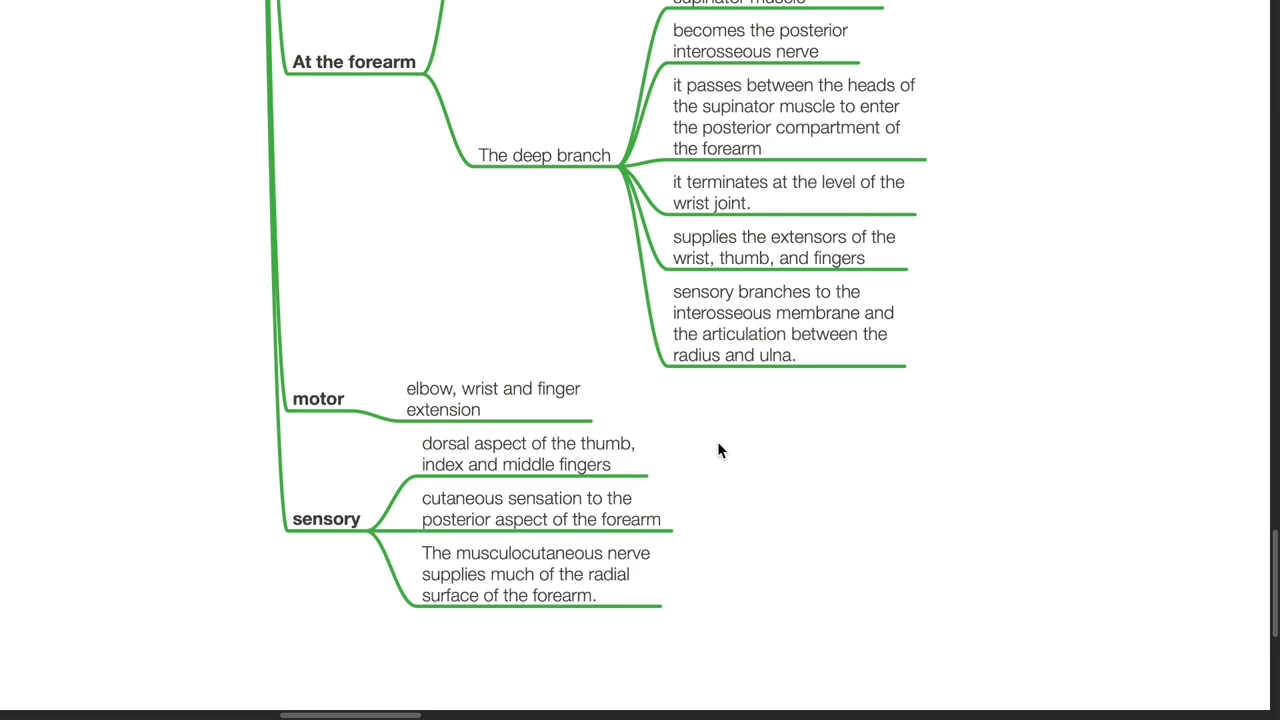 supinator muscle
becomes the posterior
interosseous nerve
At the forearm
it passes between the heads of
the supinator muscle to enter
the posterior compartment of
the forearm
The deep branch
it terminates at the level of the
wrist joint.
supplies the extensors of the
wrist, thumb, and fingers
sensory branches to the
interosseous membrane and
the articulation between the
radius and ulna.
motor
elbow, wrist and finger
extension
dorsal aspect of the thumb,
index and middle fingers
sensory
cutaneous sensation to the
posterior aspect of the forearm
The musculocutaneous nerve
supplies much of the radial
surface of the forearm.